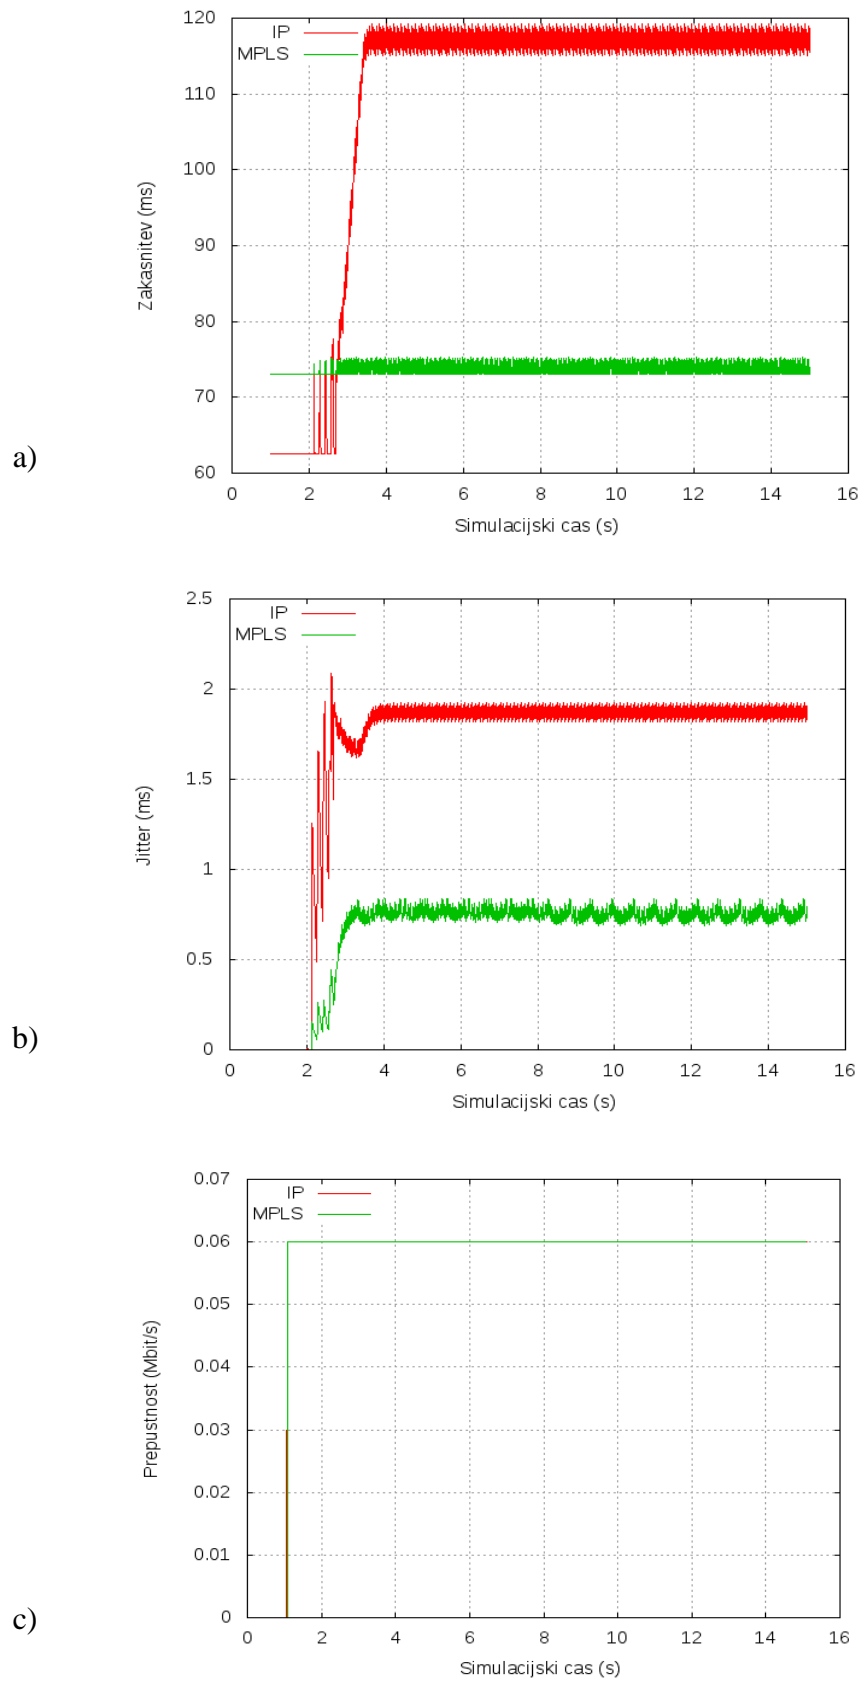 120
IP
MPLS
110
100
90
80
70
60
Zakasnitev (ms)
0 2 4 6 8 10 12 14 16
Simulacijski cas (s)
a)
2.5
IP
MPLS
2
1.5
1
0.5
0
Jitter (ms)
0 2 4 6 8 10 12 14 16
Simulacijski cas (s)
b)
0.07
IP
MPLS
0.06
0.05
0.04
0.03
0.02
0.01
0
Prepustnost (Mbit/s)
0 2 4 6 8 10 12 14 16
Simulacijski cas (s)
c)